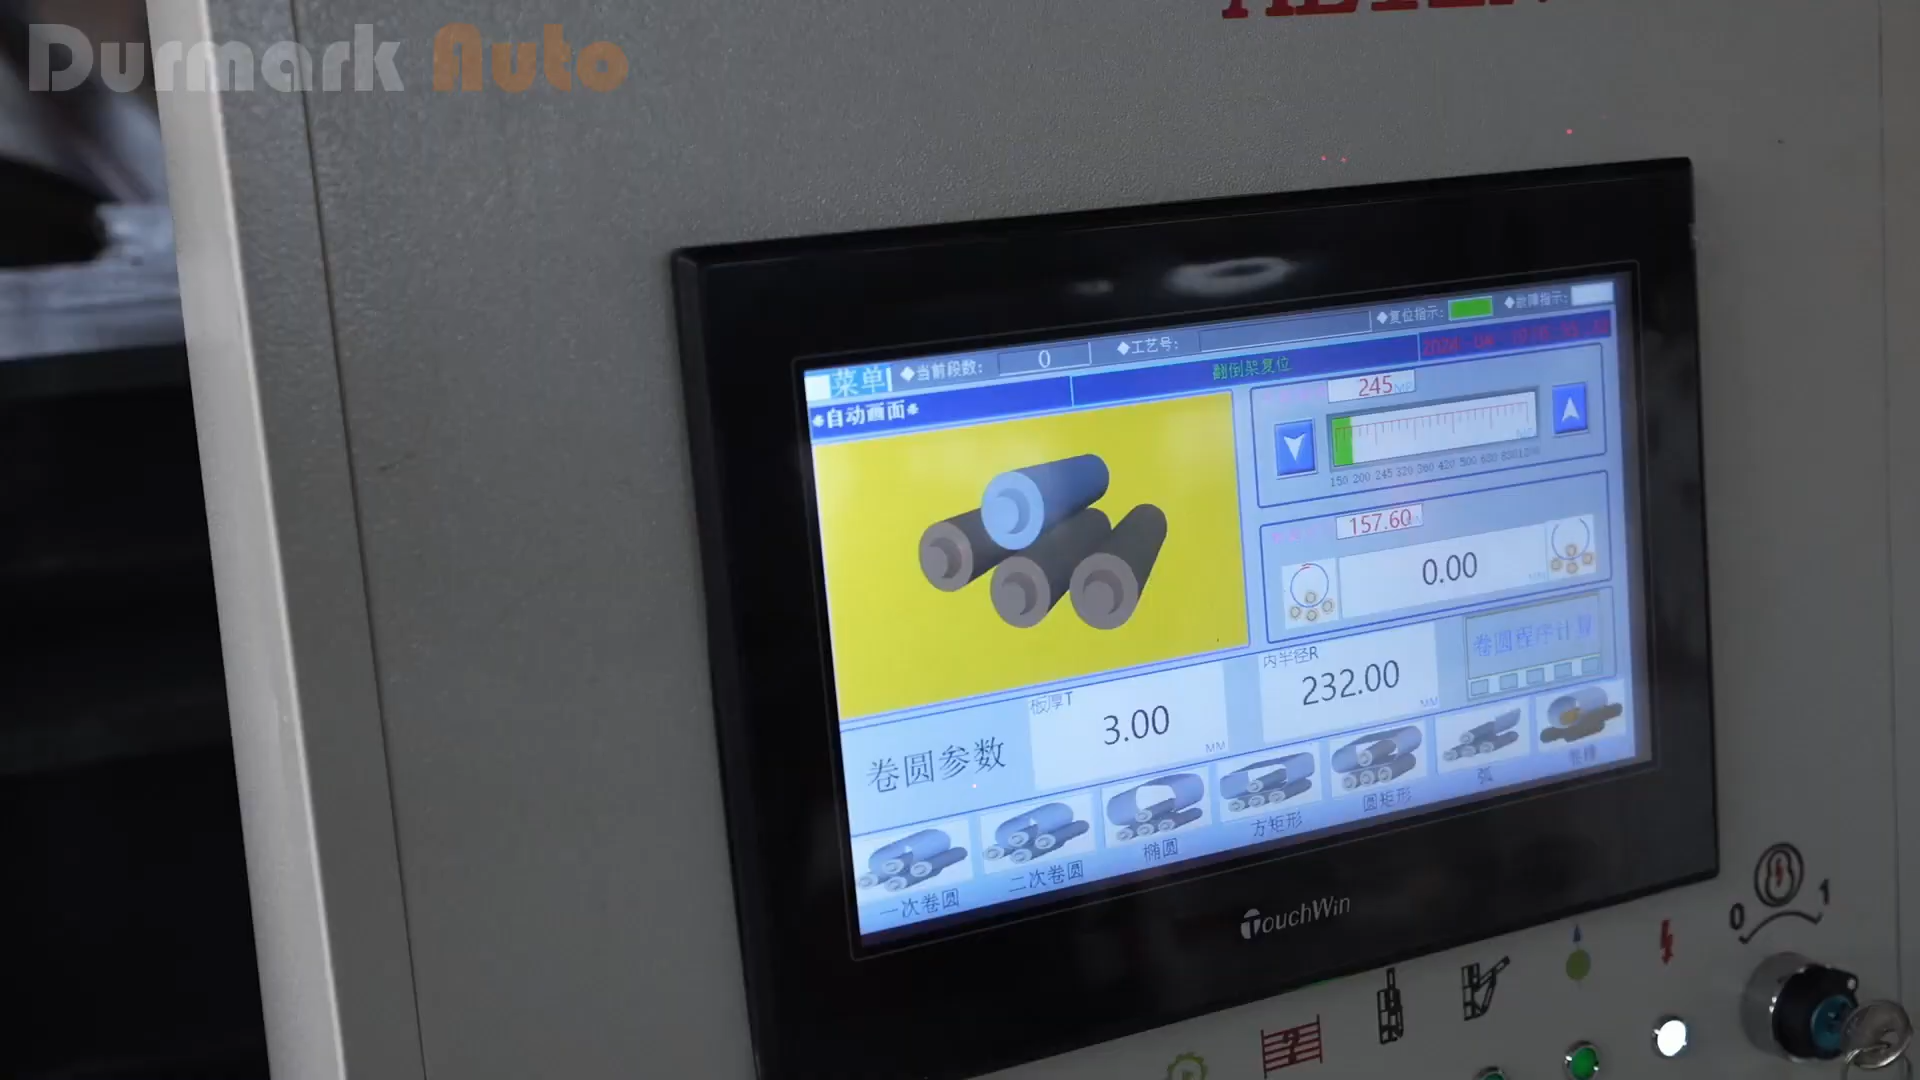 Durmark Auto
菜单
◆当前段数: 0
◆工艺号:
◆复位指示:
◆故障指示:
*自动画面*
翻倒架复位
245
150 200 245 320 360 420 500 600
157.60
0.00
MM
板厚T
3.00
MM
内半径R
232.00
MM
卷圆程序计算
卷圆参数
一次卷圆
二次卷圆
椭圆
方矩形
圆矩形
弧
TouchWin
0
1